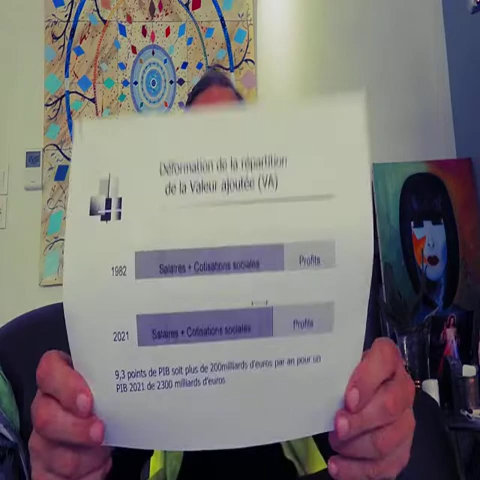 Déformation de la répartition
de la Valeur ajoutée (VA)
1982 Salaires + Cotisations sociales Profits
2021 Salaires + Cotisations sociales Profits
9,3 points de PIB soit plus de 200milliards d'euros par an pour un
PIB 2021 de 2300 milliards d'euros